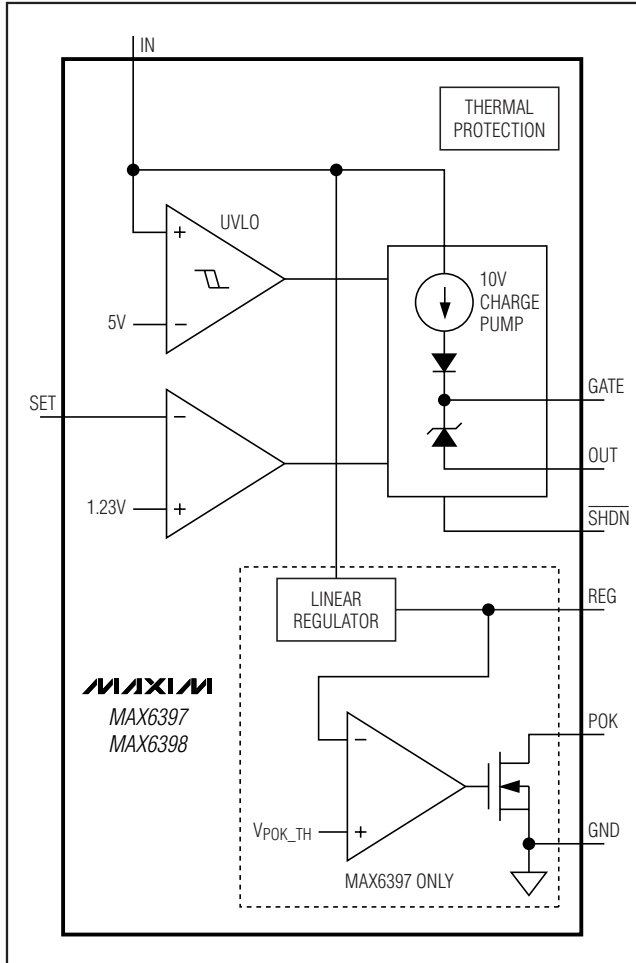 IN
THERMAL
PROTECTION
UVLO
+
5V
−
10V
CHARGE
PUMP
GATE
SET
−
OUT
1.23V
+
SHDN
LINEAR
REGULATOR
REG
MAXIM
MAX6397
MAX6398
−
POK
VPOK_TH
+
GND
MAX6397 ONLY